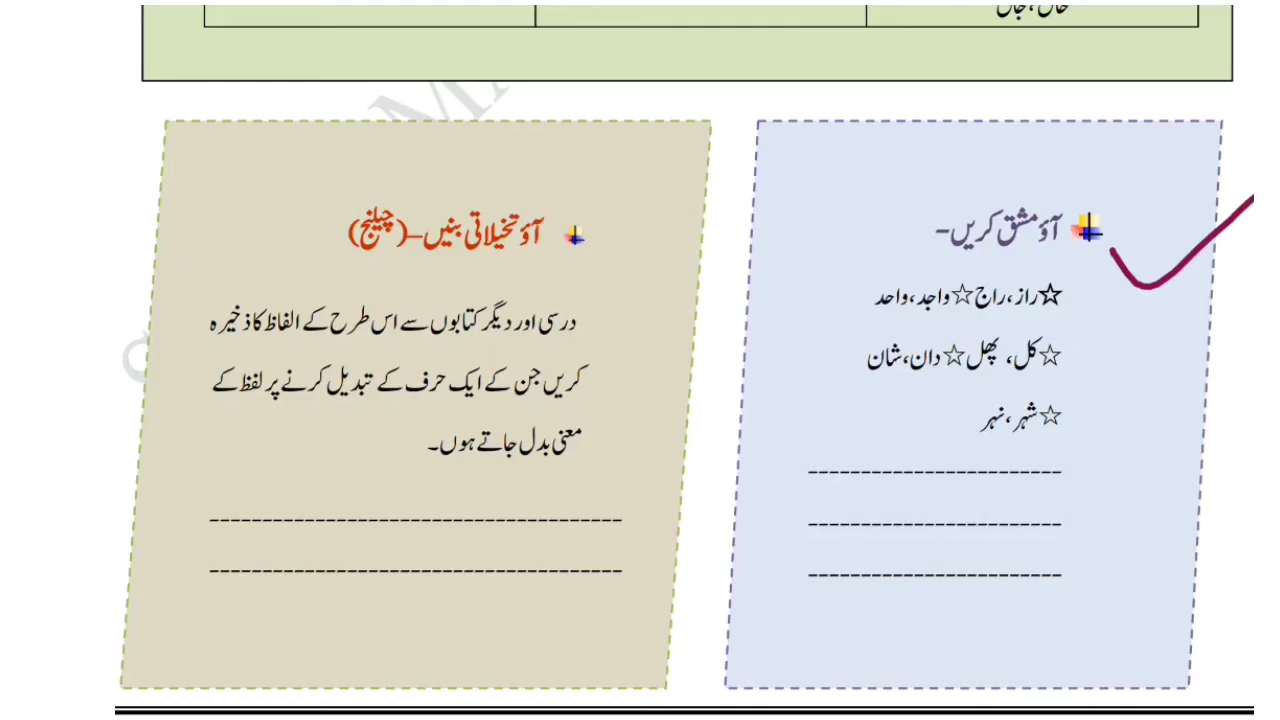 خاں، جاں
آؤ مشق کریں-
☆راز، راج☆واجد، واحد
☆کل، پھل☆دان، شان
☆شہر، نہر
آؤ تخیلاتی بنیں-(چیلنج)
درسی اور دیگر کتابوں سے اس طرح کے الفاظ کا ذخیرہ
کریں جن کے ایک حرف کے تبدیل کرنے پر لفظ کے
معنی بدل جاتے ہوں۔